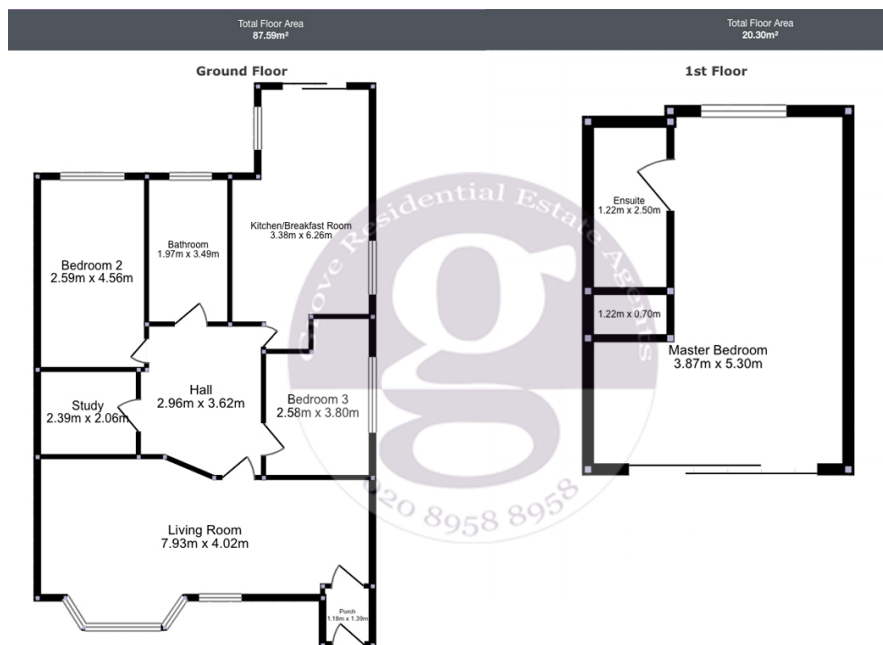 Total Floor Area
87.59m²
Total Floor Area
20.30m²
Ground Floor
1st Floor
Kitchen/Breakfast Room
3.38m x 6.26m
Bathroom
1.97m x 3.49m
Bedroom 2
2.59m x 4.56m
Hall
2.96m x 3.62m
Study
2.39m x 2.06m
Bedroom 3
2.58m x 3.80m
Living Room
7.93m x 4.02m
Porch
1.18m x 1.39m
Ensuite
1.22m x 2.50m
1.22m x 0.70m
Master Bedroom
3.87m x 5.30m
Grove Residential Estate Agents
g
020 8958 8958